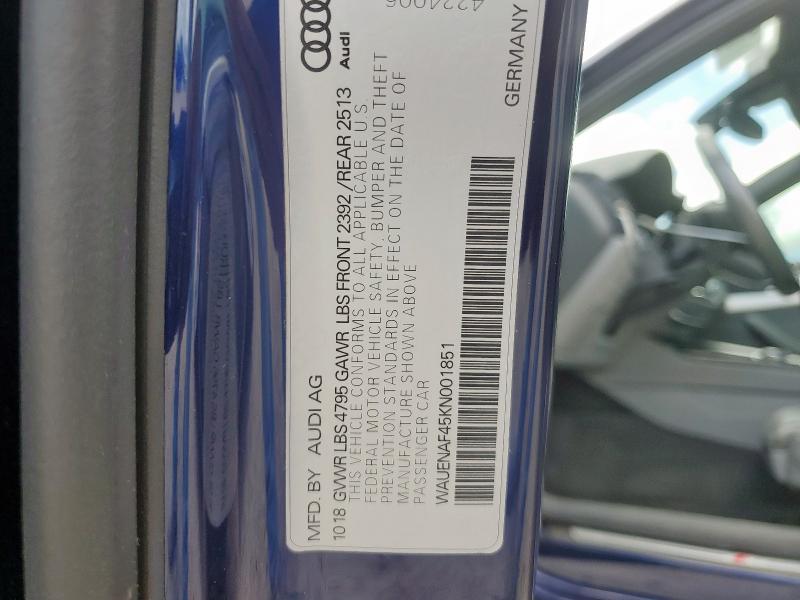 Audi
MFD. BY AUDI AG
1018 GVWR LBS 4795 GAWR LBS FRONT 2392 / REAR 2513
THIS VEHICLE CONFORMS TO ALL APPLICABLE U.S.
FEDERAL MOTOR VEHICLE SAFETY, BUMPER AND THEFT
PREVENTION STANDARDS IN EFFECT ON THE DATE OF
MANUFACTURE SHOWN ABOVE
PASSENGER CAR
WAUENAF45KN001851
GERMANY